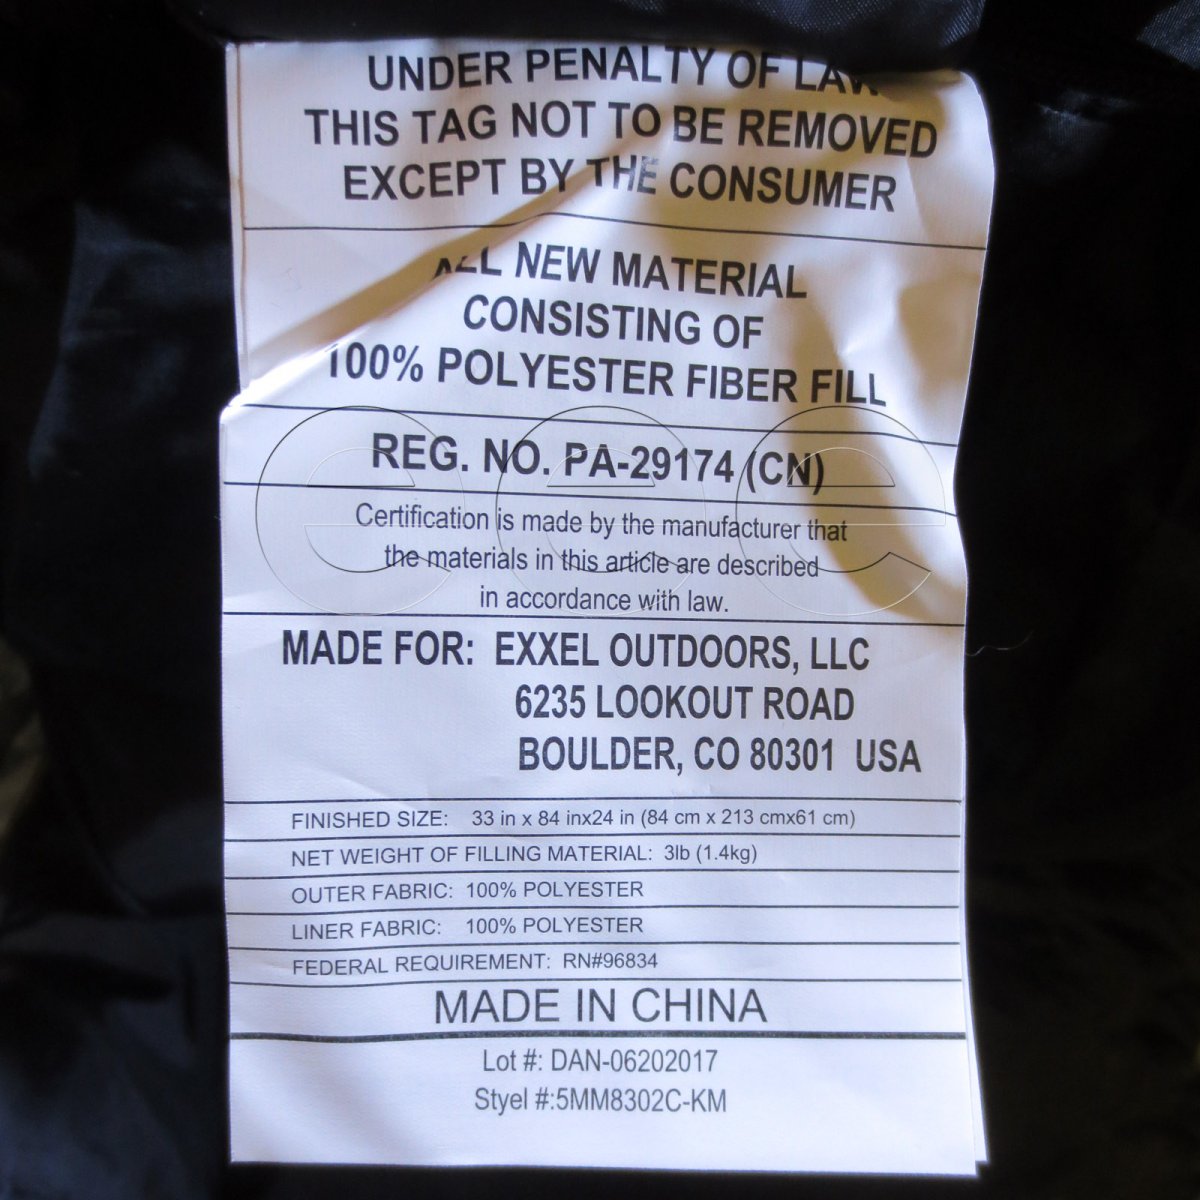 UNDER PENALTY OF LAW
THIS TAG NOT TO BE REMOVED
EXCEPT BY THE CONSUMER
ALL NEW MATERIAL
CONSISTING OF
100% POLYESTER FIBER FILL
REG. NO. PA-29174 (CN)
Certification is made by the manufacturer that
the materials in this article are described
in accordance with law.
MADE FOR: EXXEL OUTDOORS, LLC
6235 LOOKOUT ROAD
BOULDER, CO 80301 USA
FINISHED SIZE: 33 in x 84 inx24 in (84 cm x 213 cmx61 cm)
NET WEIGHT OF FILLING MATERIAL: 3lb (1.4kg)
OUTER FABRIC: 100% POLYESTER
LINER FABRIC: 100% POLYESTER
FEDERAL REQUIREMENT: RN#96834
MADE IN CHINA
Lot #: DAN-06202017
Styel #:5MM8302C-KM
eee